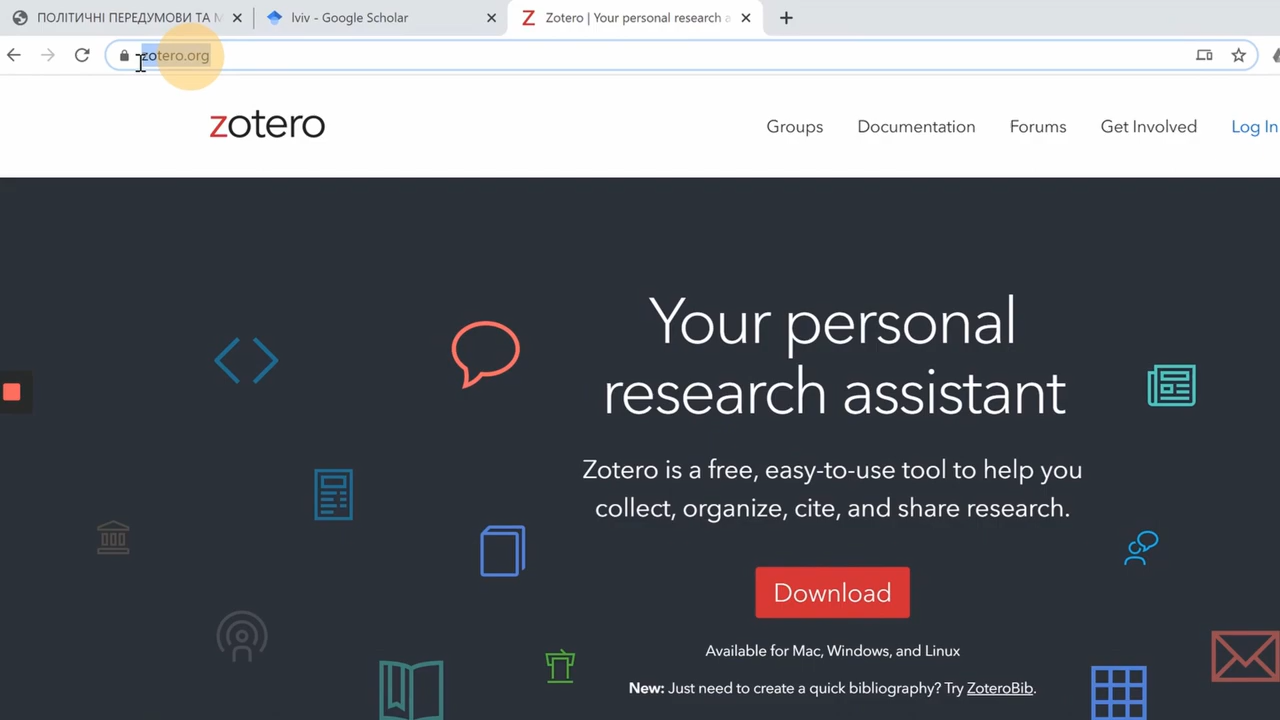 ПОЛІТИЧНІ ПЕРЕДУМОВИ ТА
lviv - Google Scholar
Zotero | Your personal research
zotero.org
zotero
Groups
Documentation
Forums
Get Involved
Log In
Your personal
research assistant
Zotero is a free, easy-to-use tool to help you
collect, organize, cite, and share research.
Download
Available for Mac, Windows, and Linux
New: Just need to create a quick bibliography? Try ZoteroBib.